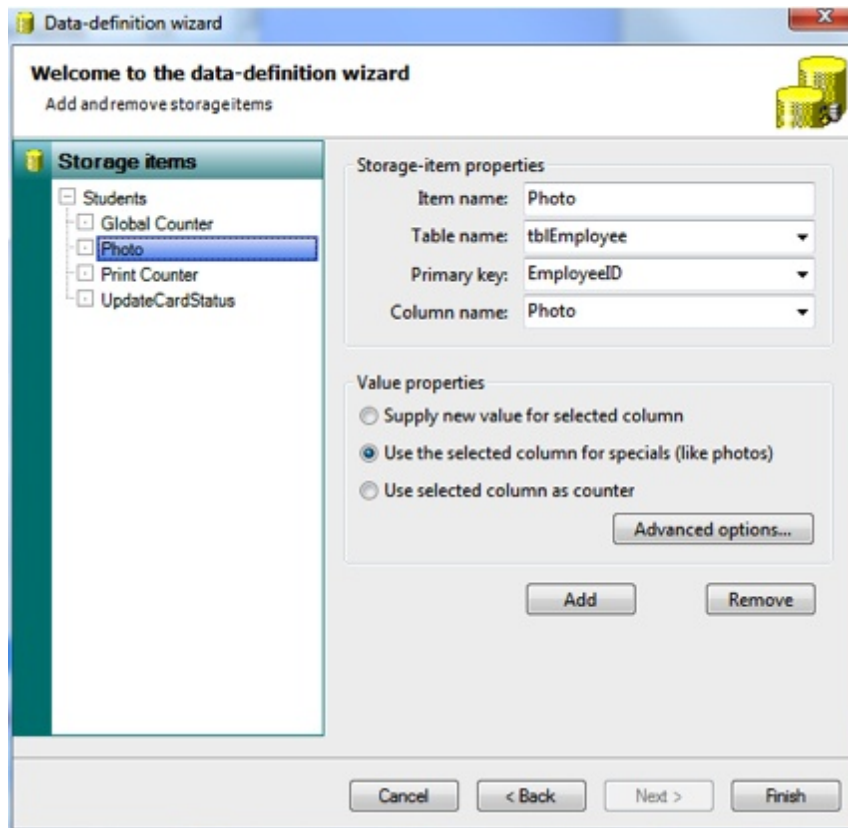 Data-definition wizard
Welcome to the data-definition wizard
Add and remove storage items
Storage items
Students
Global Counter
Photo
Print Counter
UpdateCardStatus
Storage-item properties
Item name: Photo
Table name: tblEmployee
Primary key: EmployeeID
Column name: Photo
Value properties
Supply new value for selected column
Use the selected column for specials (like photos)
Use selected column as counter
Advanced options...
Add Remove
Cancel < Back Next > Finish